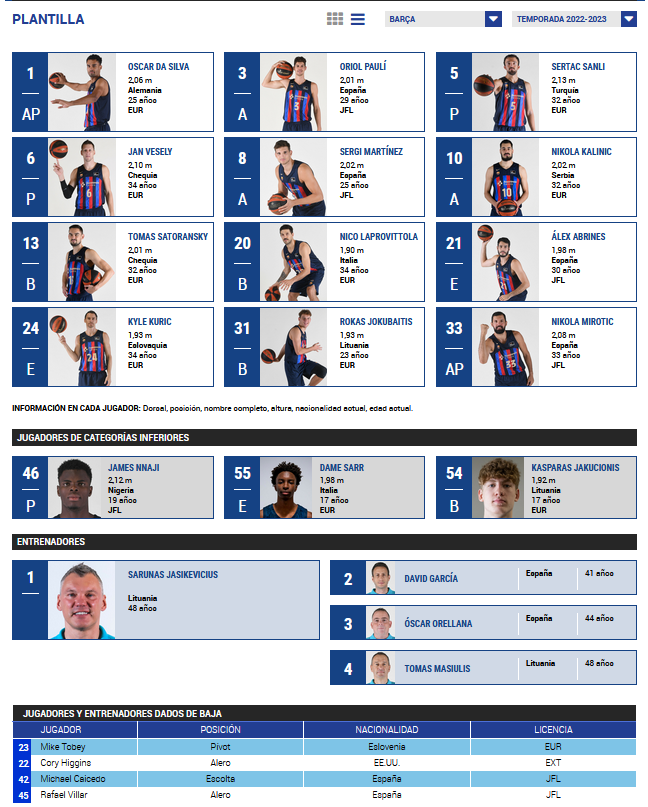 PLANTILLA
BARÇA
TEMPORADA 2022-2023
1
AP
OSCAR DA SILVA
2,06 m
Alemania
25 años
EUR
3
A
ORIOL PAULÍ
2,01 m
España
29 años
JFL
5
P
SERTAC SANLI
2,13 m
Turquía
32 años
EUR
6
P
JAN VESELY
2,10 m
Chequia
34 años
EUR
8
A
SERGI MARTÍNEZ
2,02 m
España
25 años
JFL
10
A
NIKOLA KALINIC
2,02 m
Serbia
32 años
EUR
13
B
TOMAS SATORANSKY
2,01 m
Chequia
32 años
EUR
20
B
NICO LAPROVITTOLA
1,90 m
Italia
34 años
EUR
21
E
ÁLEX ABRINES
1,98 m
España
30 años
JFL
24
E
KYLE KURIC
1,93 m
Eslovaquia
34 años
EUR
31
B
ROKAS JOKUBAITIS
1,93 m
Lituania
23 años
EUR
33
AP
NIKOLA MIROTIC
2,08 m
España
33 años
JFL
INFORMACIÓN EN CADA JUGADOR: Dorsal, posición, nombre completo, altura, nacionalidad actual, edad actual.
JUGADORES DE CATEGORÍAS INFERIORES
46
P
JAMES NNAJI
2,12 m
Nigeria
19 años
JFL
55
E
DAME SARR
1,98 m
Italia
17 años
EUR
54
B
KASPARAS JAKUCIONIS
1,92 m
Lituania
17 años
EUR
ENTRENADORES
1
SARUNAS JASIKEVICIUS
Lituania
48 años
2 DAVID GARCÍA España 41 años
3 ÓSCAR ORELLANA España 44 años
4 TOMAS MASIULIS Lituania 48 años
JUGADORES Y ENTRENADORES DADOS DE BAJA
JUGADOR POSICIÓN NACIONALIDAD LICENCIA
23 Mike Tobey Pívot Eslovenia EUR
22 Cory Higgins Alero EE.UU. EXT
42 Michael Caicedo Escolta España JFL
45 Rafael Villar Alero España JFL